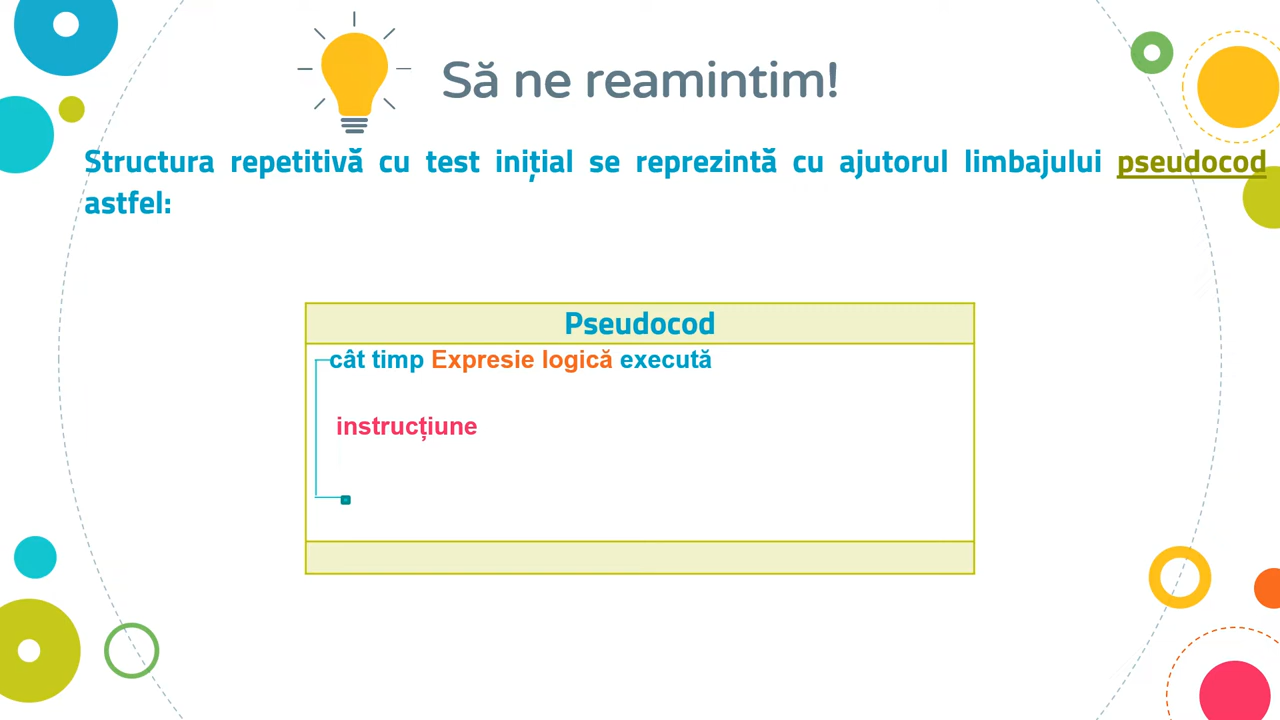 Să ne reamintim!
Structura repetitivă cu test inițial se reprezintă cu ajutorul limbajului pseudocod
astfel:
Pseudocod
cât timp Expresie logică execută
instrucțiune